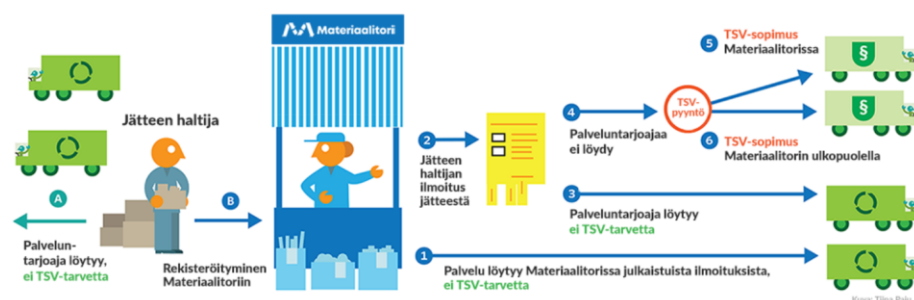 Materiaalitori
Jätteen haltija
A
Palvelun-
tarjoaja löytyy,
ei TSV-tarvetta
B
Rekisteröityminen
Materiaalitoriin
1
Palvelu löytyy Materiaalitorissa julkaistuista ilmoituksista,
ei TSV-tarvetta
2
Jätteen
haltijan
ilmoitus
jätteestä
3
Palveluntarjoaja löytyy
ei TSV-tarvetta
4
Palveluntarjoajaa
ei löydy
TSV-
pyyntö
5
TSV-sopimus
Materiaalitorissa
§
6
TSV-sopimus
Materiaalitorin ulkopuolella
§